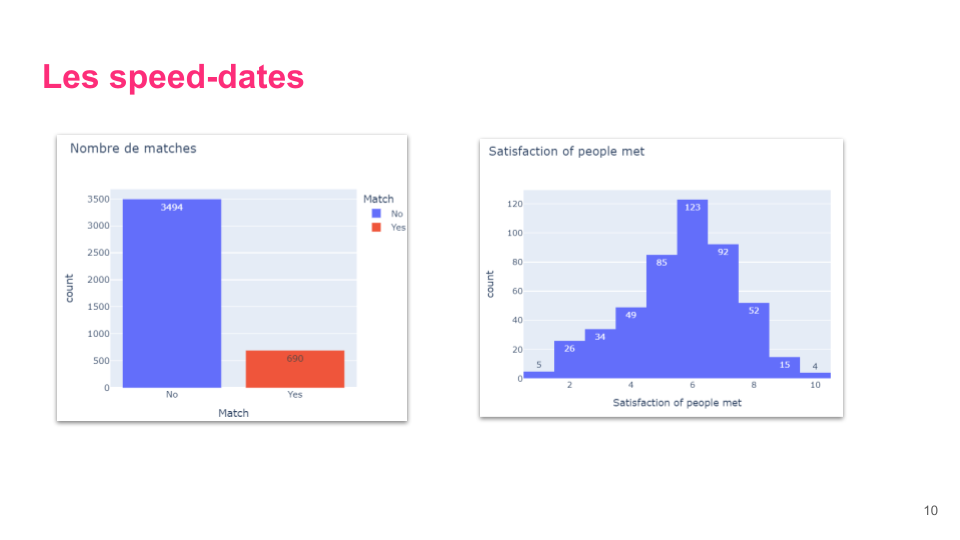 Les speed-dates
Nombre de matches
3500
3000
2500
2000
1500
1000
500
0
count
3494
690
No
Yes
Match
Match
No
Yes
Satisfaction of people met
120
100
80
60
40
20
0
count
5
26
34
49
85
123
92
52
15
4
2
4
6
8
10
Satisfaction of people met
10